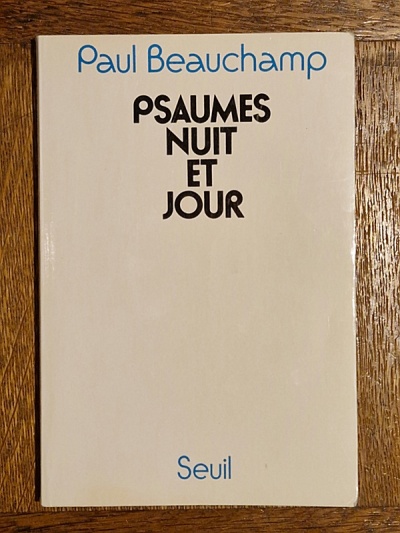 Paul Beauchamp
PSAUMES
NUIT
ET
JOUR
Seuil